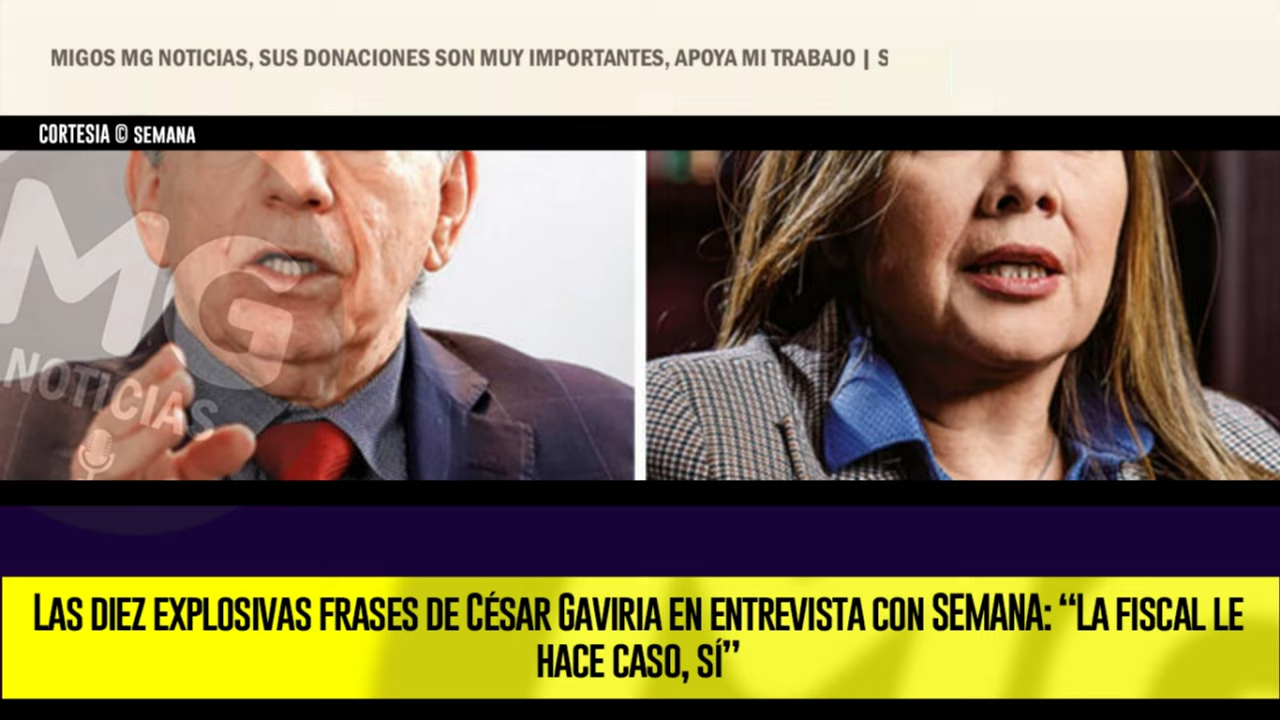 MIGOS MG NOTICIAS, SUS DONACIONES SON MUY IMPORTANTES, APOYA MI TRABAJO | S
CORTESIA © SEMANA
MG
NOTICIAS
LAS DIEZ EXPLOSIVAS FRASES DE CÉSAR GAVIRIA EN ENTREVISTA CON SEMANA: “LA FISCAL LE
HACE CASO, SÍ”